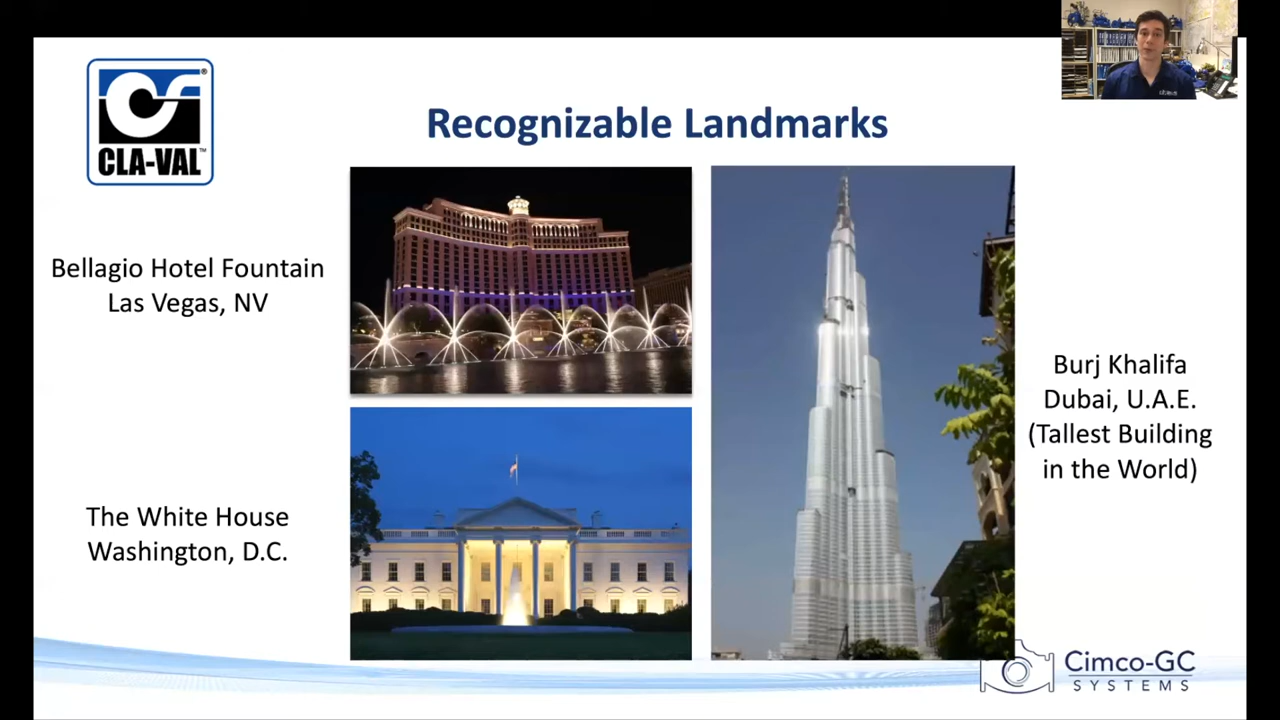 CLA-VAL
Recognizable Landmarks
Bellagio Hotel Fountain
Las Vegas, NV
The White House
Washington, D.C.
Burj Khalifa
Dubai, U.A.E.
(Tallest Building
in the World)
Cimco-GC
SYSTEMS